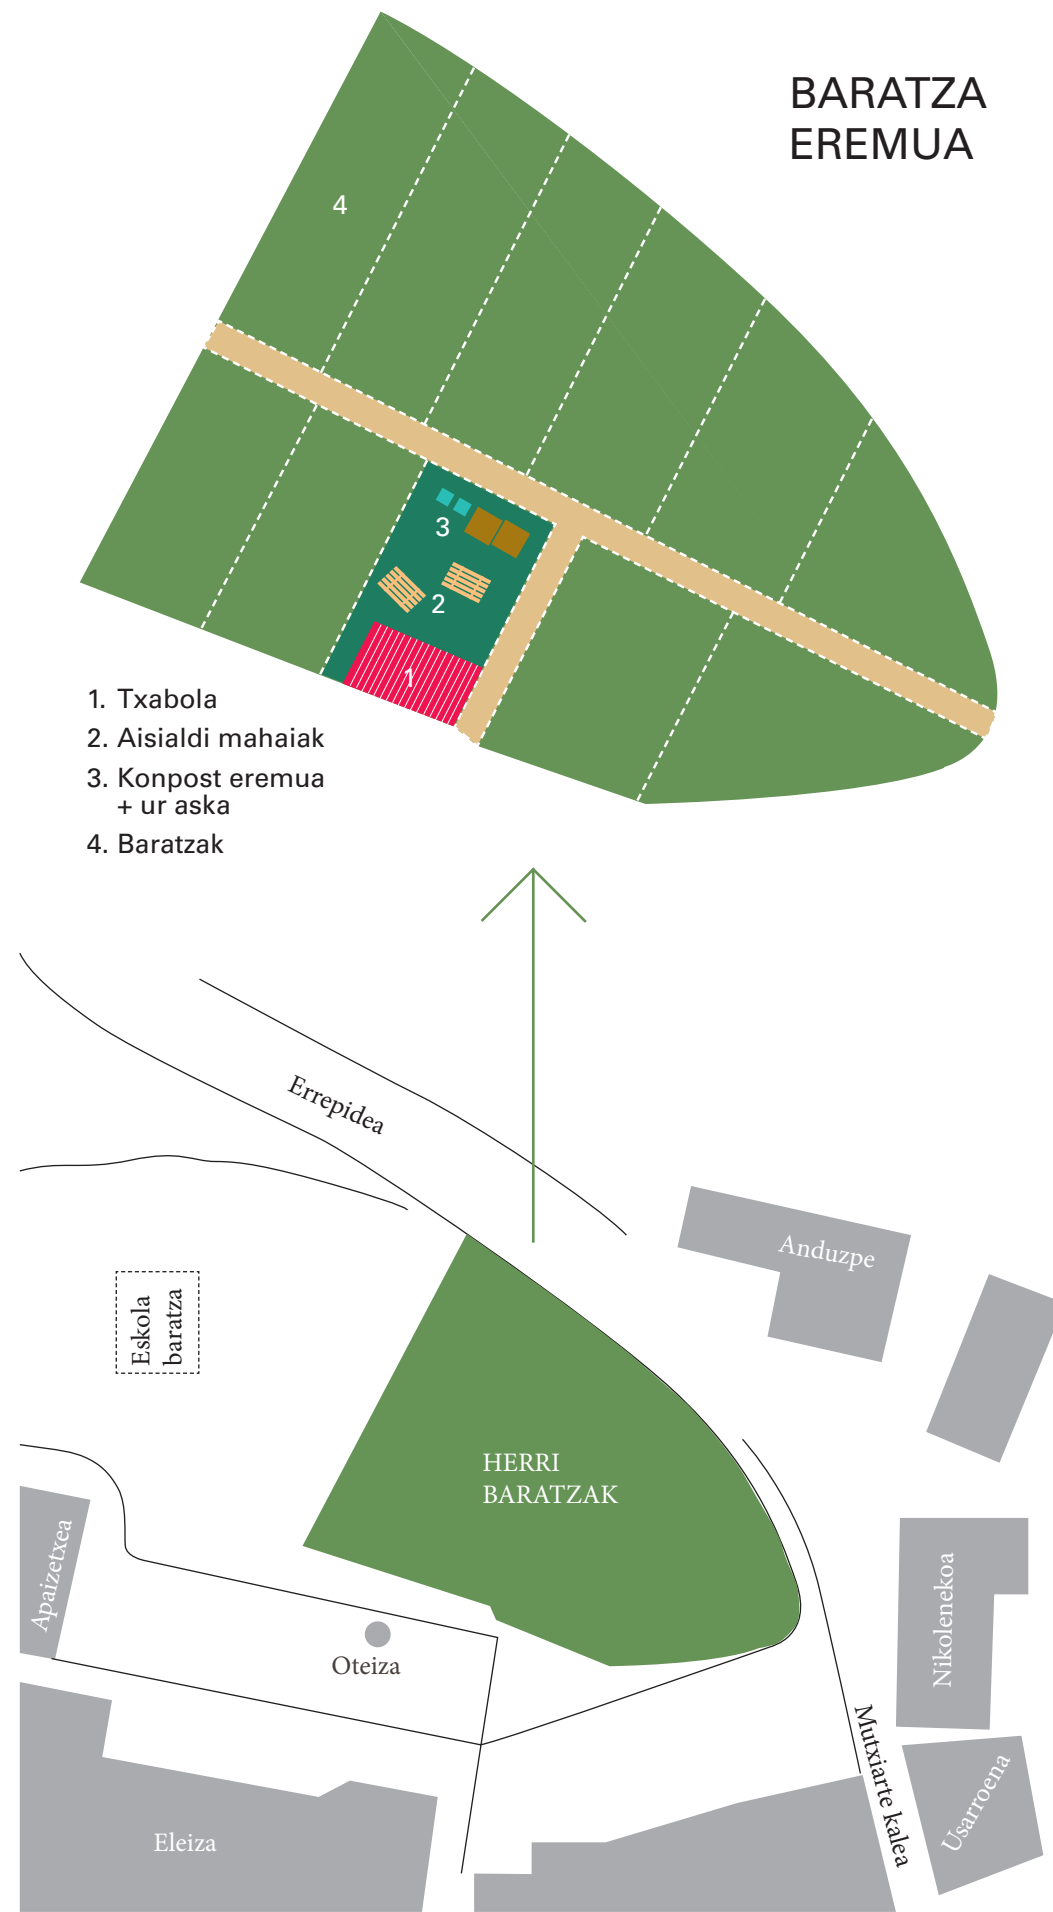 BARATZA
EREMUA
4
3
2
1
1. Txabola
2. Aisialdi mahaiak
3. Konpost eremua
+ ur aska
4. Baratzak
Errepidea
Anduzpe
Eskola
baratza
HERRI
BARATZAK
Apaizetxea
Oteiza
Nikolenekoa
Mutxiarte kalea
Usarroena
Eleiza